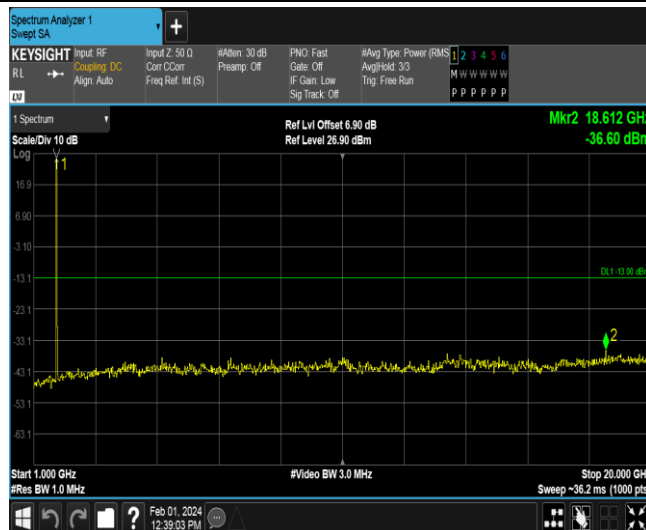 Spectrum Analyzer 1
Swept SA
KEYSIGHT
RL
Input: RF
Coupling: DC
Align: Auto
Input Z: 50 Ω
Corr CCorr
Freq Ref: Int (S)
#Atten: 30 dB
Preamp: Off
PNO: Fast
Gate: Off
IF Gain: Low
Sig Track: Off
#Avg Type: Power (RMS
Avg|Hold: 3/3
Trig: Free Run
1 2 3 4 5 6
M W W W W W
P P P P P P
LXI
1 Spectrum
Scale/Div 10 dB
Log
Ref Lvl Offset 6.90 dB
Ref Level 26.90 dBm
Mkr2 18.612 GHz
-36.60 dBm
1
16.9
6.90
-3.10
-13.1
DL1 -13.00 dBm
-23.1
-33.1
2
-43.1
-53.1
-63.1
Start 1.000 GHz
#Res BW 1.0 MHz
#Video BW 3.0 MHz
Stop 20.000 GHz
Sweep ~36.2 ms (1000 pts
?
Feb 01, 2024
12:39:03 PM